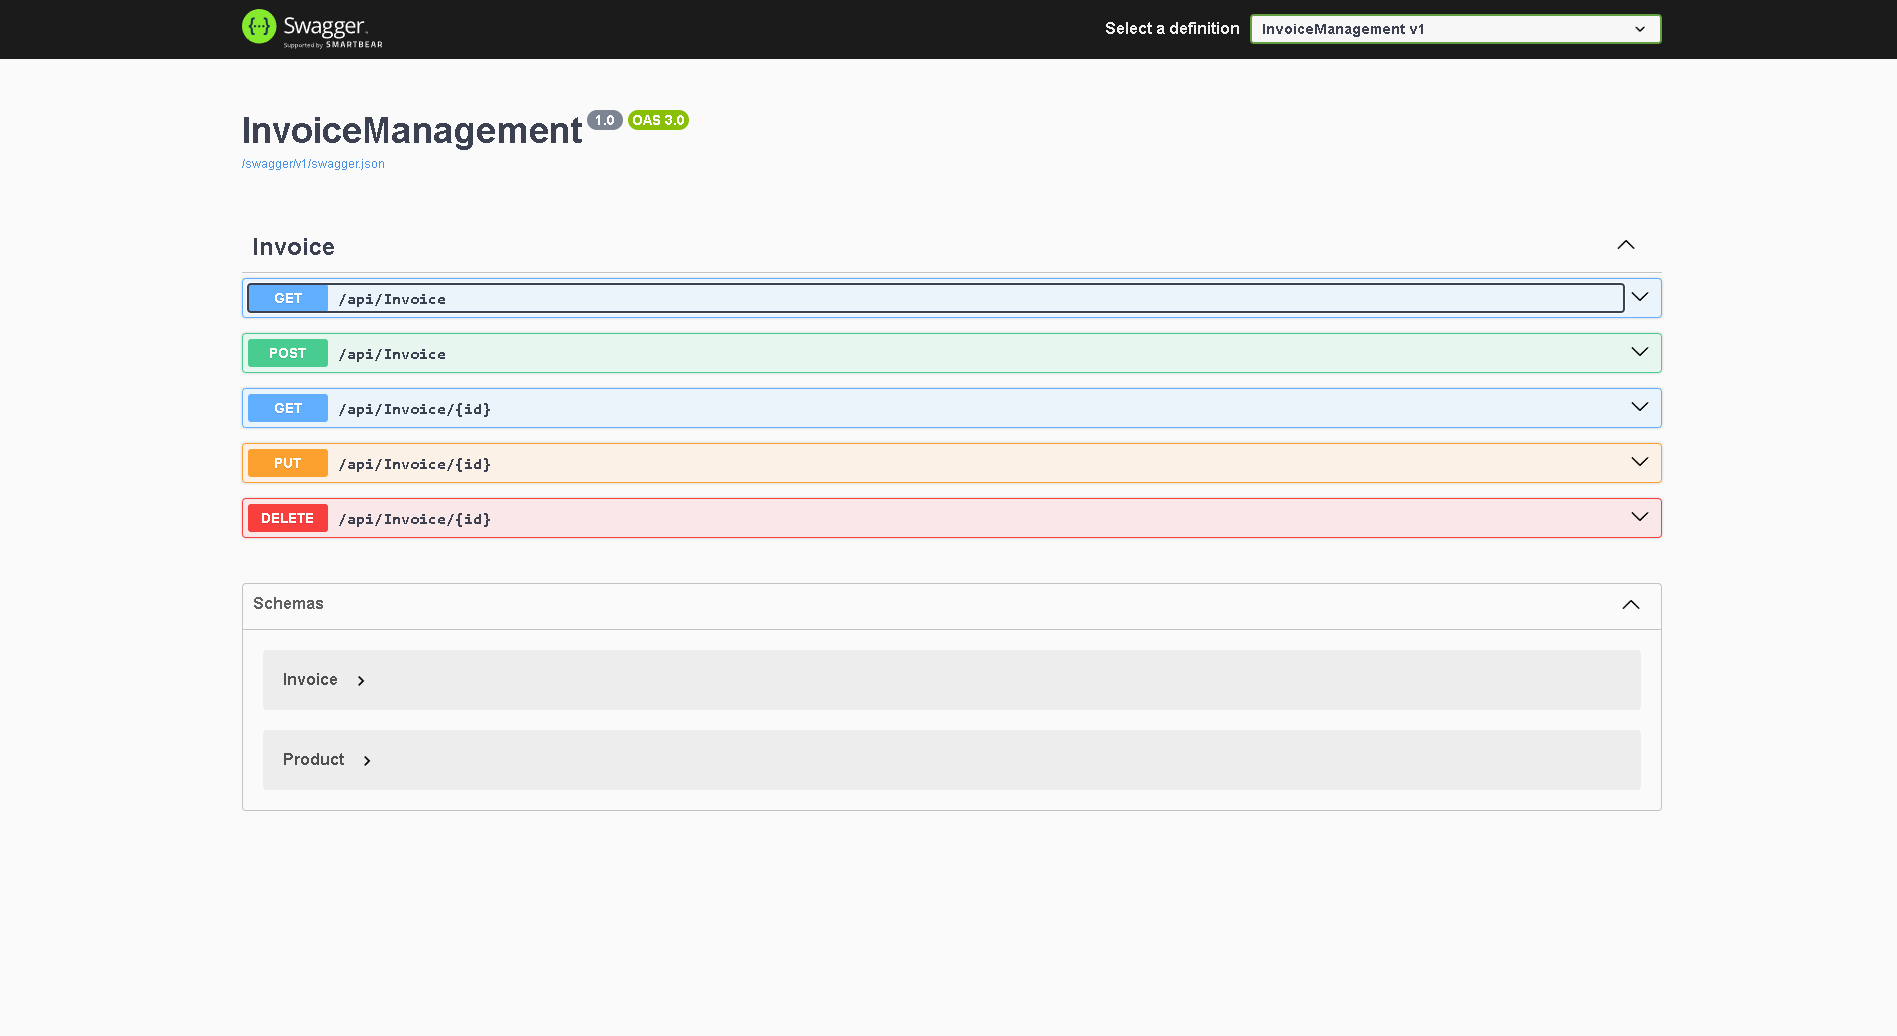 Swagger
Supported by SMARTBEAR
Select a definition
InvoiceManagement v1
InvoiceManagement 1.0 OAS 3.0
/swagger/v1/swagger.json
Invoice
GET /api/Invoice
POST /api/Invoice
GET /api/Invoice/{id}
PUT /api/Invoice/{id}
DELETE /api/Invoice/{id}
Schemas
Invoice
Product